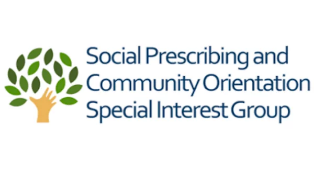 Social Prescribing and
Community Orientation
Special Interest Group